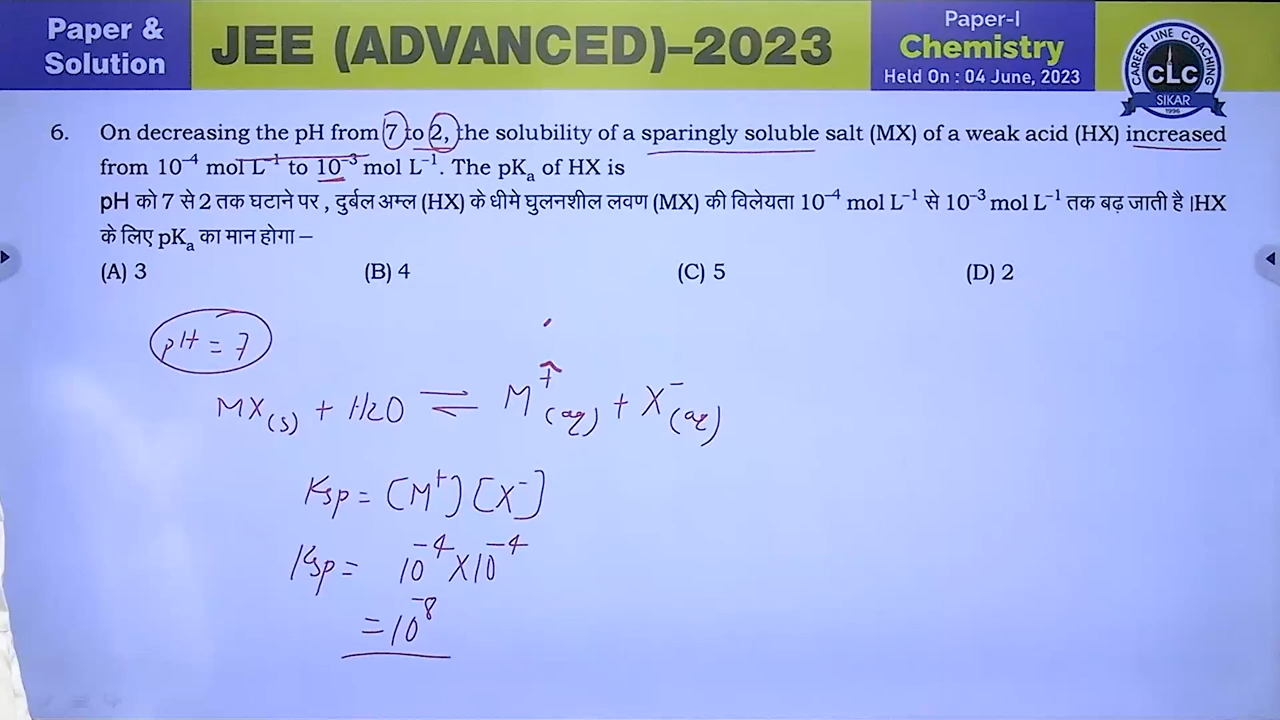 Paper &
Solution
JEE (ADVANCED)–2023
Paper-I
Chemistry
Held On : 04 June, 2023
CAREER LINE COACHING
CLC
SIKAR
1996
6. On decreasing the pH from 7 to 2, the solubility of a sparingly soluble salt (MX) of a weak acid (HX) increased
from 10⁻⁴ mol L⁻¹ to 10⁻³ mol L⁻¹. The pKₐ of HX is
pH को 7 से 2 तक घटाने पर , दुर्बल अम्ल (HX) के धीमे घुलनशील लवण (MX) की विलेयता 10⁻⁴ mol L⁻¹ से 10⁻³ mol L⁻¹ तक बढ़ जाती है।HX
के लिए pKₐ का मान होगा –
(A) 3 (B) 4 (C) 5 (D) 2
pH = 7
MX(s) + H2O ⇌ M⁺(aq) + X⁻(aq)
Ksp = [M⁺] [X⁻]
Ksp = 10⁻⁴ × 10⁻⁴
= 10⁻⁸